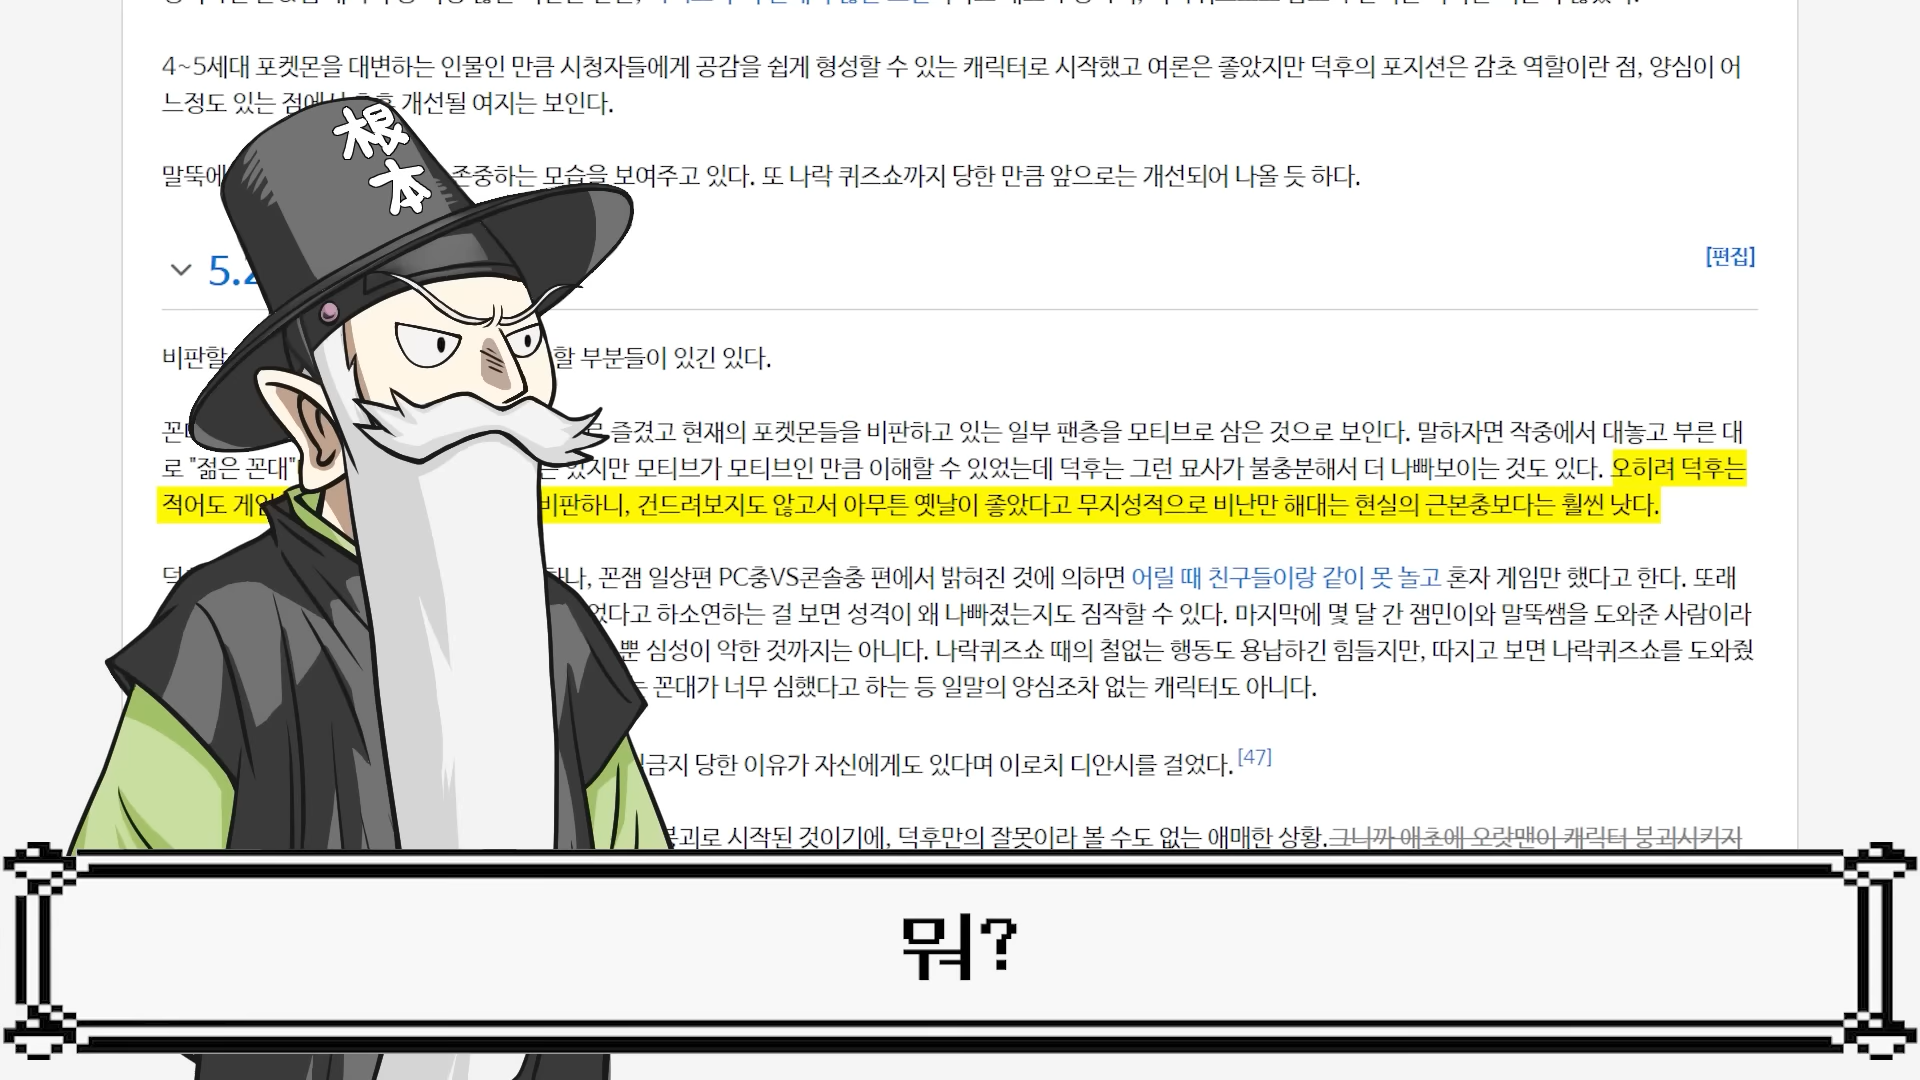 4~5세대 포켓몬을 대변하는 인물인 만큼 시청자들에게 공감을 쉽게 형성할 수 있는 캐릭터로 시작했고 여론은 좋았지만 덕후의 포지션은 감초 역할이란 점, 양심이 어
느정도 있는 점에서 개선될 여지는 보인다.
말뚝에 존중하는 모습을 보여주고 있다. 또 나락 퀴즈쇼까지 당한 만큼 앞으로는 개선되어 나올 듯 하다.
根
本
5.2
[편집]
비판할 할 부분들이 있긴 있다.
즐겼고 현재의 포켓몬들을 비판하고 있는 일부 팬층을 모티브로 삼은 것으로 보인다. 말하자면 작중에서 대놓고 부른 대
로 "젊은 꼰대" 있지만 모티브가 모티브인 만큼 이해할 수 있었는데 덕후는 그런 묘사가 불충분해서 더 나빠보이는 것도 있다. 오히려 덕후는
적어도 게임 비판하니, 건드려보지도 않고서 아무튼 옛날이 좋았다고 무지성적으로 비난만 해대는 현실의 근본충보다는 훨씬 낫다.
하나, 꼰잼 일상편 PC충VS콘솔충 편에서 밝혀진 것에 의하면 어릴 때 친구들이랑 같이 못 놀고 혼자 게임만 했다고 한다. 또래
었다고 하소연하는 걸 보면 성격이 왜 나빠졌는지도 짐작할 수 있다. 마지막에 몇 달 간 잼민이와 말뚝쌤을 도와준 사람이라
뿐 심성이 악한 것까지는 아니다. 나락퀴즈쇼 때의 철없는 행동도 용납하긴 힘들지만, 따지고 보면 나락퀴즈쇼를 도와줬
꼰대가 너무 심했다고 하는 등 일말의 양심조차 없는 캐릭터도 아니다.
금지 당한 이유가 자신에게도 있다며 이로치 디안시를 걸었다.[47]
붕괴로 시작된 것이기에, 덕후만의 잘못이라 볼 수도 없는 애매한 상황. 그니까 애초에 오랏맨이 캐릭터 붕괴시키지
뭐?